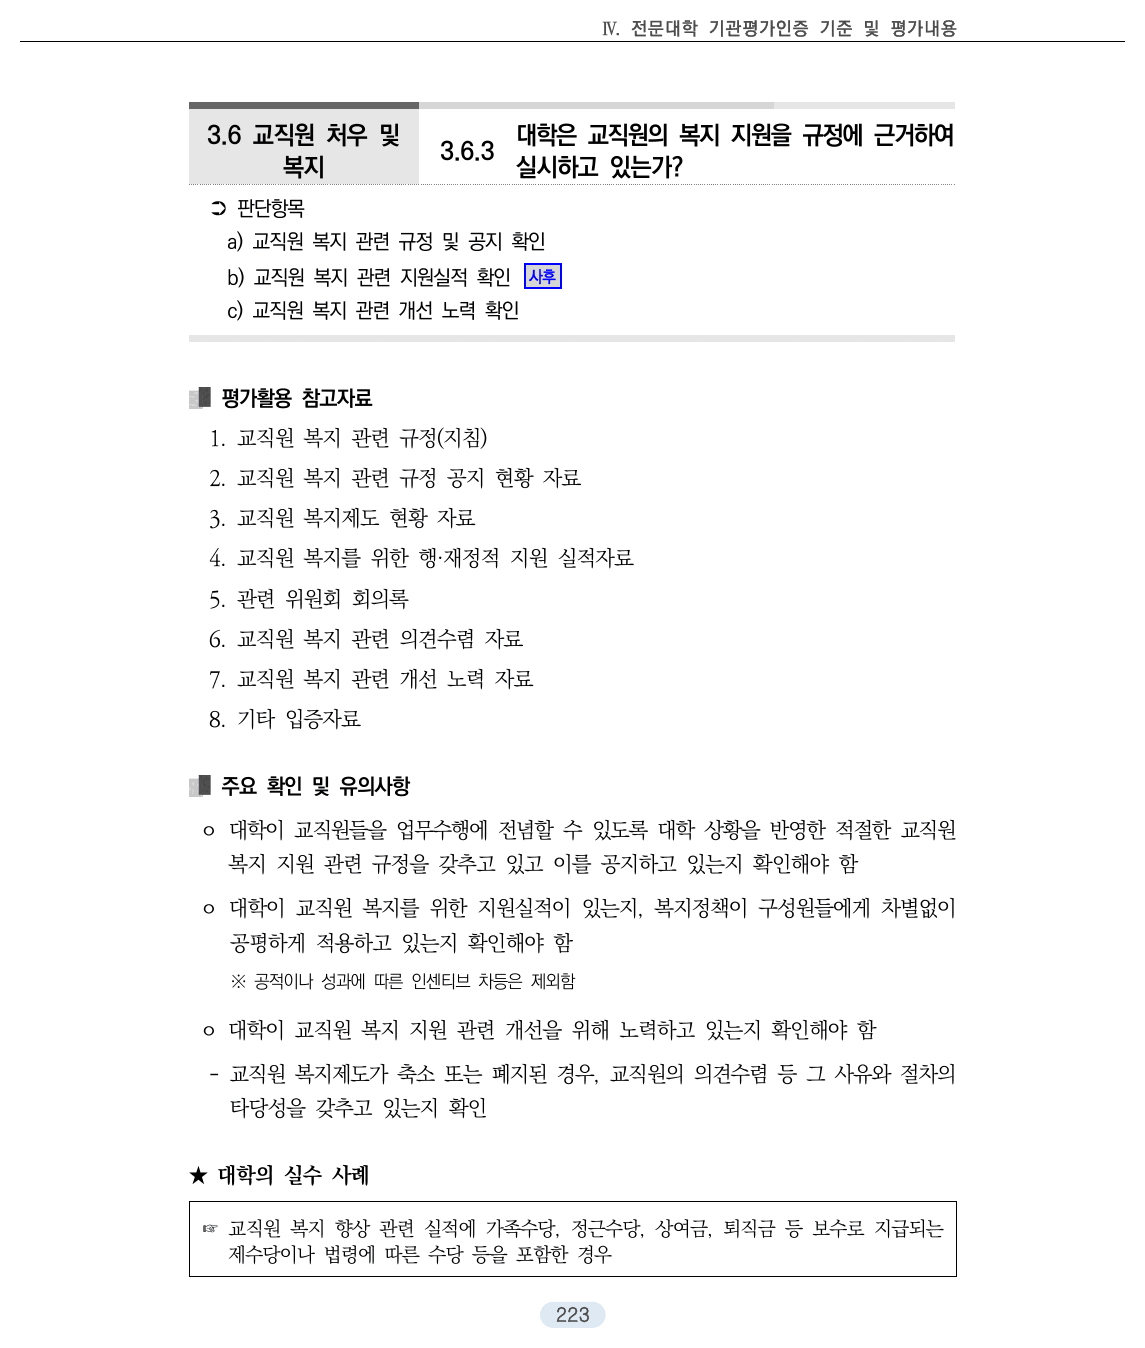 Ⅳ. 전문대학 기관평가인증 기준 및 평가내용
3.6 교직원 처우 및
복지
3.6.3
대학은 교직원의 복지 지원을 규정에 근거하여
실시하고 있는가?
➲ 판단항목
a) 교직원 복지 관련 규정 및 공지 확인
b) 교직원 복지 관련 지원실적 확인 사후
c) 교직원 복지 관련 개선 노력 확인
평가활용 참고자료
1. 교직원 복지 관련 규정(지침)
2. 교직원 복지 관련 규정 공지 현황 자료
3. 교직원 복지제도 현황 자료
4. 교직원 복지를 위한 행·재정적 지원 실적자료
5. 관련 위원회 회의록
6. 교직원 복지 관련 의견수렴 자료
7. 교직원 복지 관련 개선 노력 자료
8. 기타 입증자료
주요 확인 및 유의사항
ㅇ 대학이 교직원들을 업무수행에 전념할 수 있도록 대학 상황을 반영한 적절한 교직원
복지 지원 관련 규정을 갖추고 있고 이를 공지하고 있는지 확인해야 함
ㅇ 대학이 교직원 복지를 위한 지원실적이 있는지, 복지정책이 구성원들에게 차별없이
공평하게 적용하고 있는지 확인해야 함
※ 공적이나 성과에 따른 인센티브 차등은 제외함
ㅇ 대학이 교직원 복지 지원 관련 개선을 위해 노력하고 있는지 확인해야 함
- 교직원 복지제도가 축소 또는 폐지된 경우, 교직원의 의견수렴 등 그 사유와 절차의
타당성을 갖추고 있는지 확인
★ 대학의 실수 사례
☞ 교직원 복지 향상 관련 실적에 가족수당, 정근수당, 상여금, 퇴직금 등 보수로 지급되는
제수당이나 법령에 따른 수당 등을 포함한 경우
223